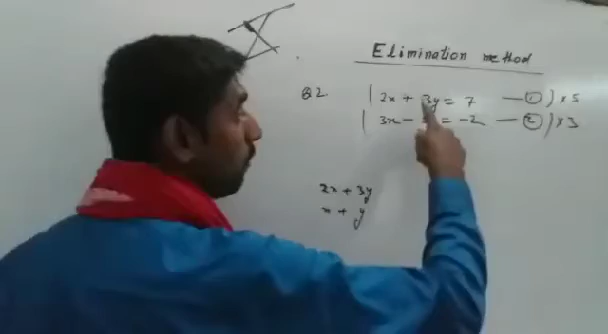 Elimination method
Q2 ( 2x + 3y = 7 — ① ) x 5
( 3x - = -2 — ② ) x 3
2x + 3y
x + y